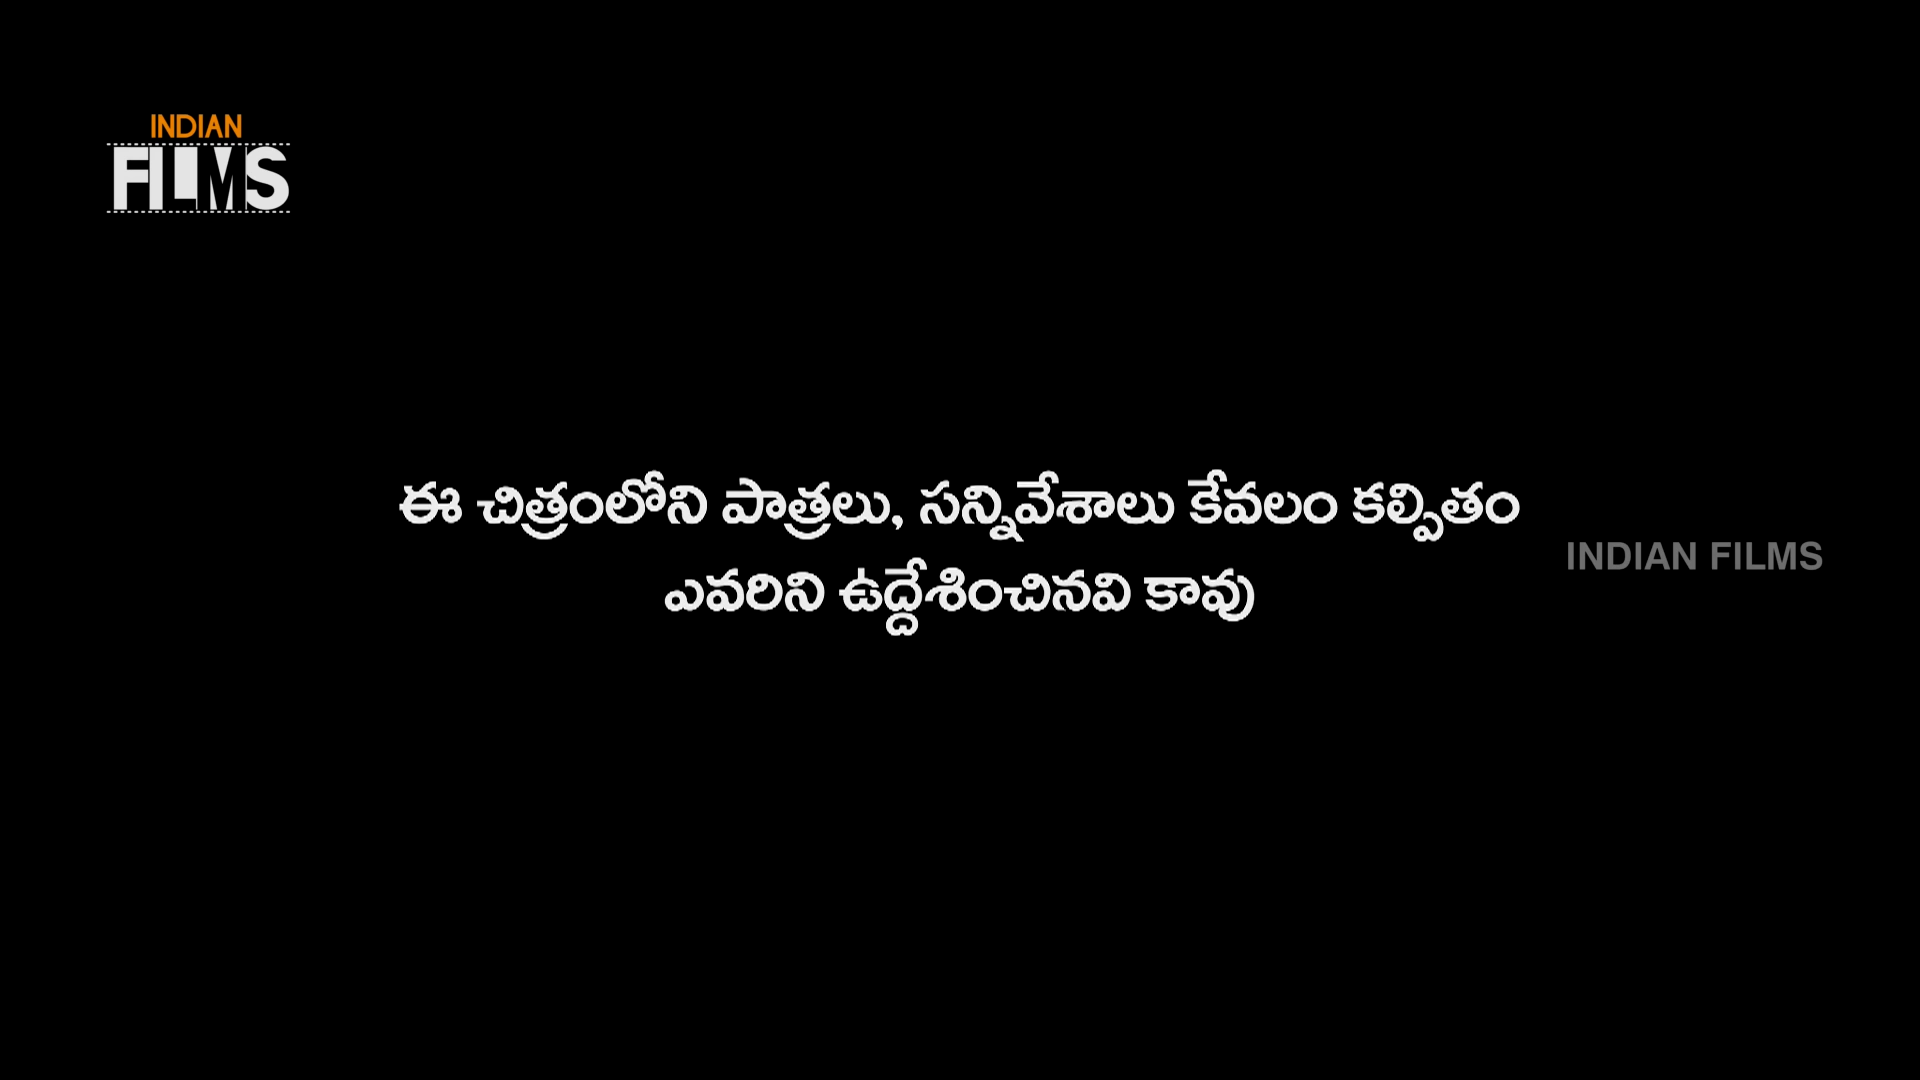 INDIAN
FILMS
ఈ చిత్రంలోని పాత్రలు, సన్నివేశాలు కేవలం కల్పితం
INDIAN FILMS
ఎవరిని ఉద్దేశించినవి కావు